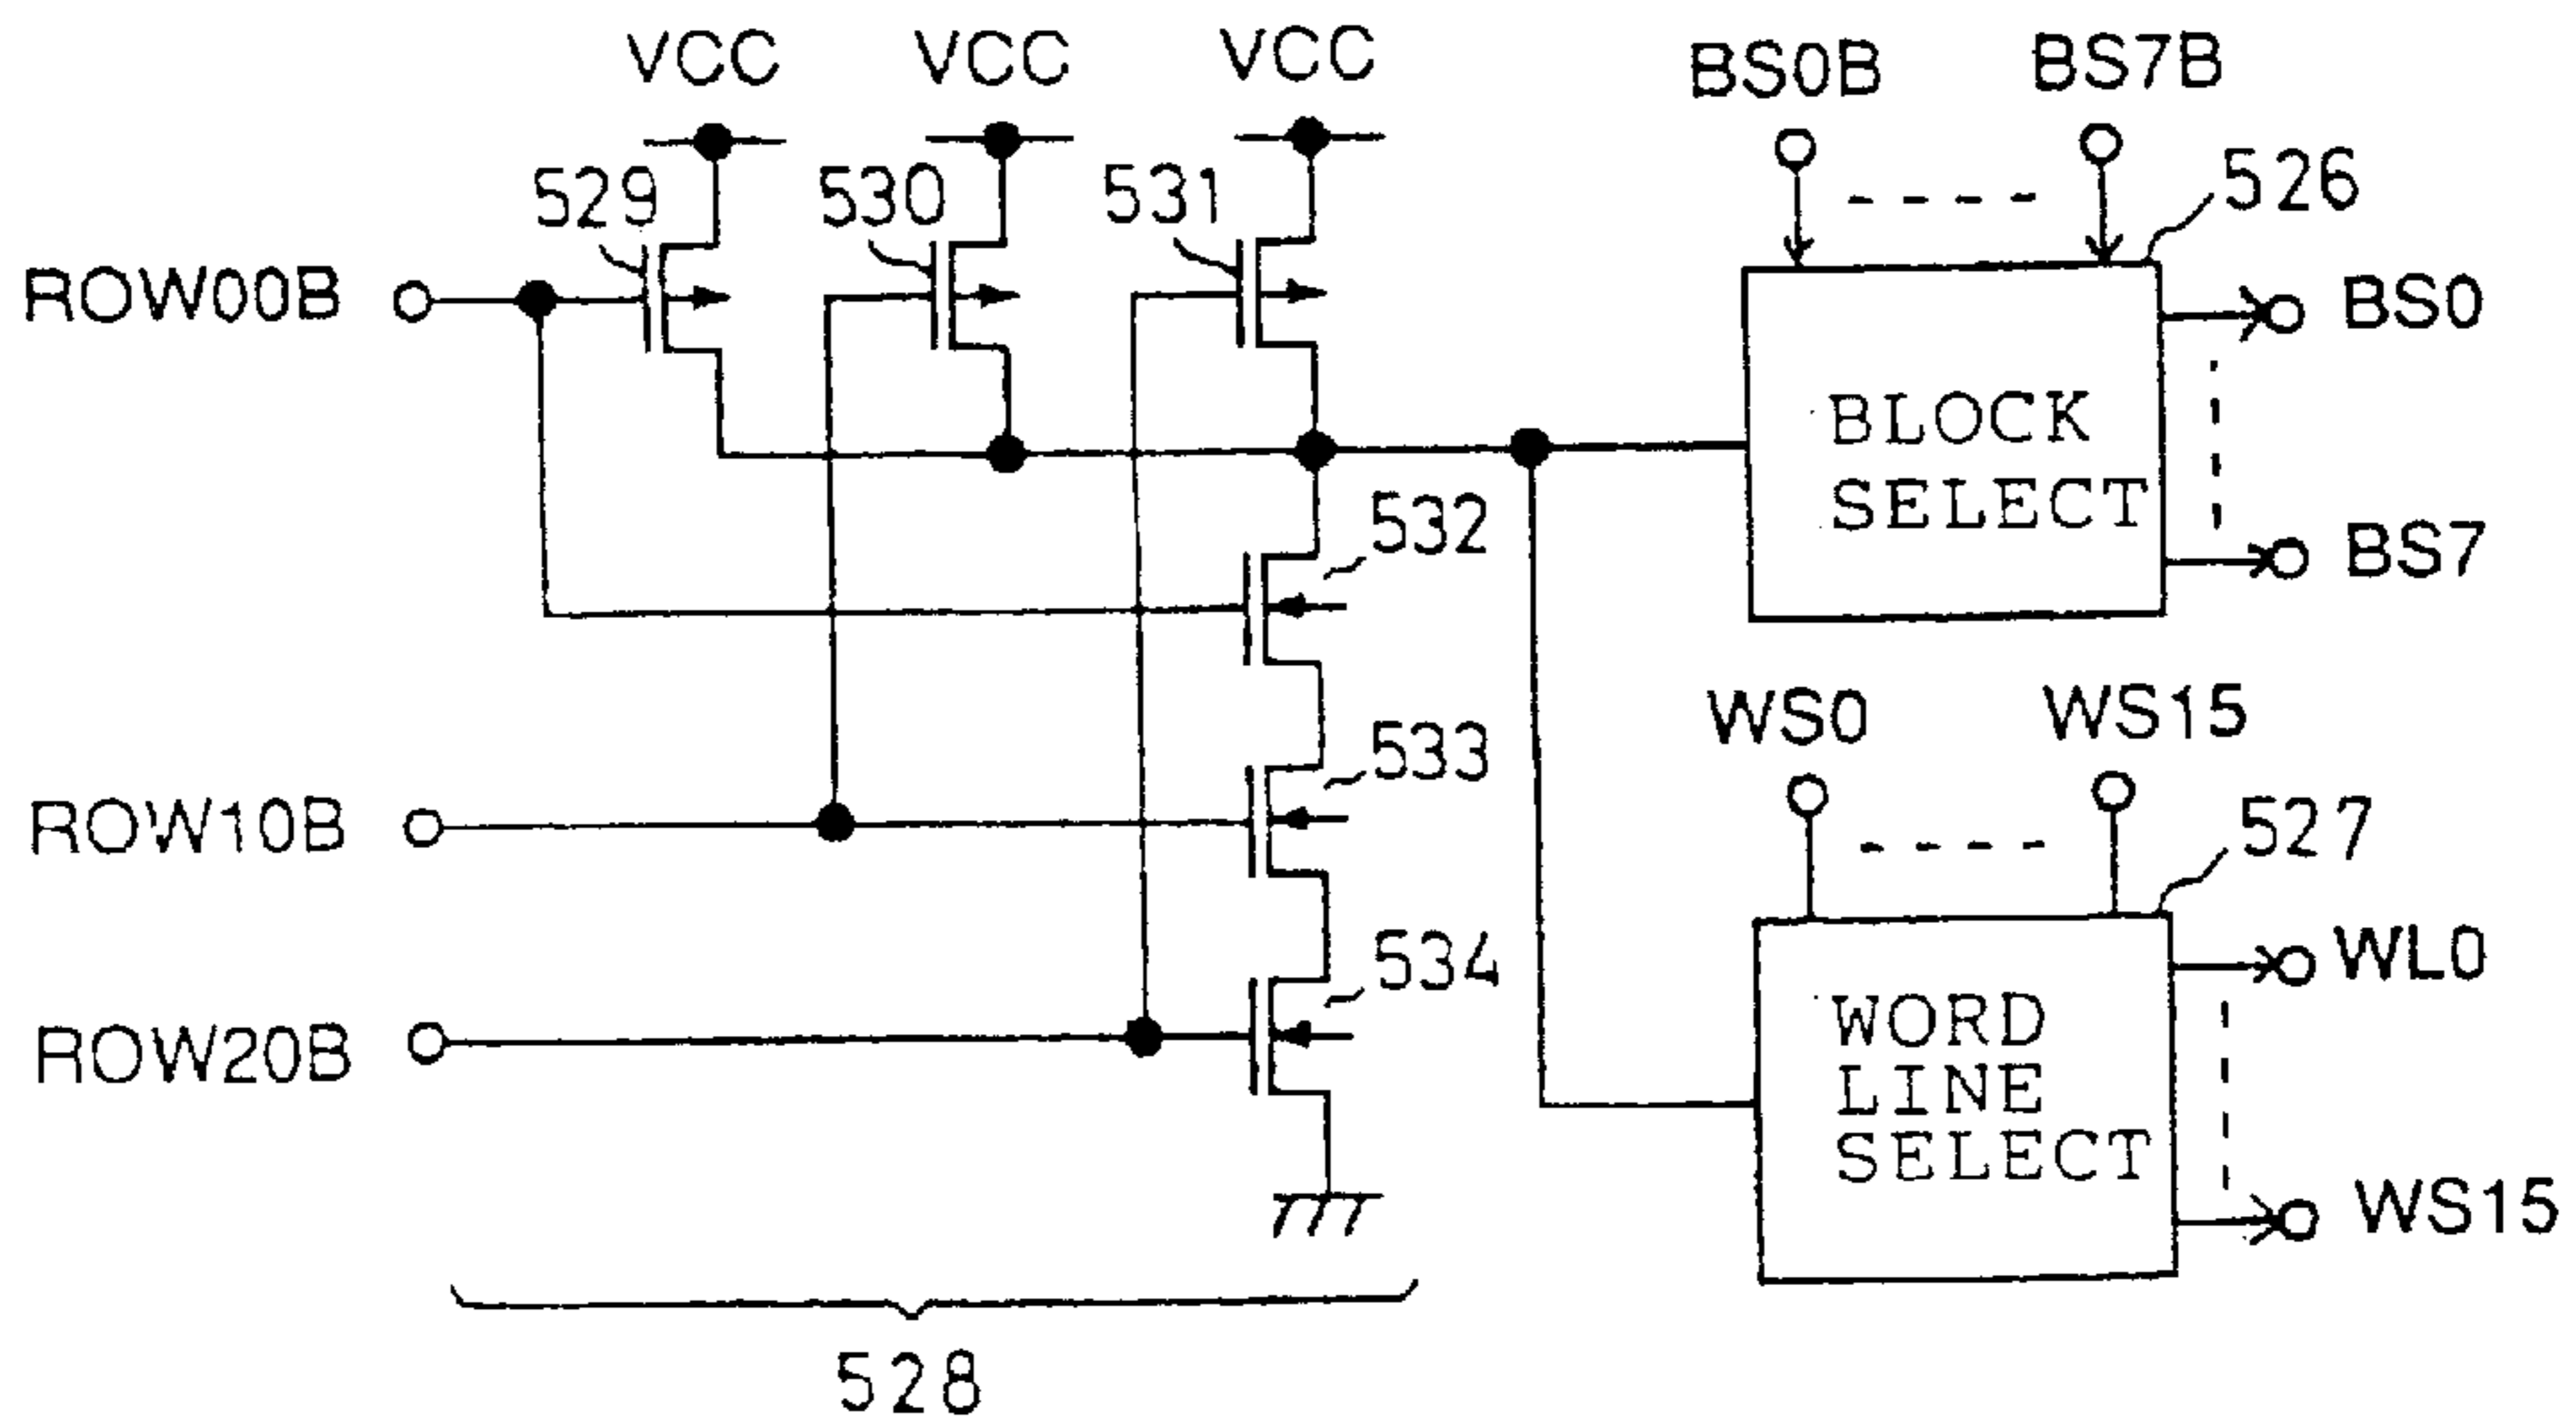 VCC
VCC
VCC
BS0B
BS7B
529
530
531
526
ROW00B
BS0
BLOCK
SELECT
532
BS7
WS0
WS15
533
ROW10B
527
534
WL0
WORD
LINE
SELECT
ROW20B
WS15
528